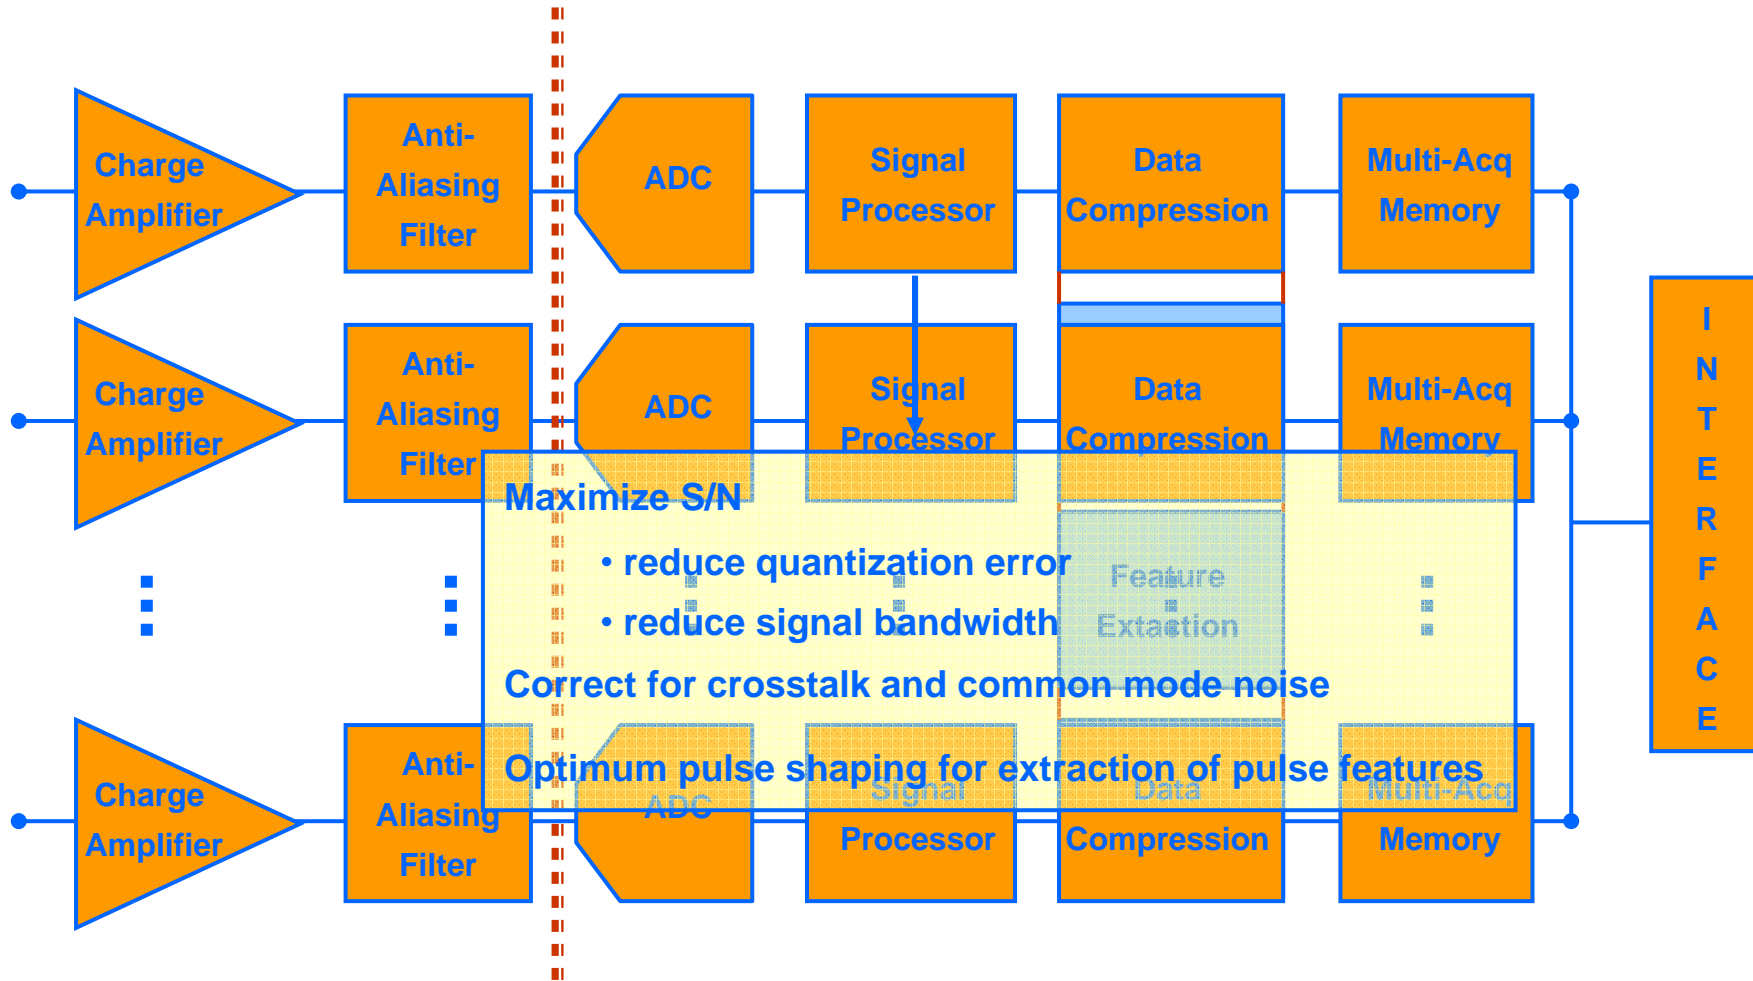 Charge
Amplifier
Anti-
Aliasing
Filter
ADC
Signal
Processor
Data
Compression
Multi-Acq
Memory
Charge
Amplifier
Anti-
Aliasing
Filter
ADC
Signal
Processor
Data
Compression
Multi-Acq
Memory
Maximize S/N
• reduce quantization error
• reduce signal bandwidth
Correct for crosstalk and common mode noise
Optimum pulse shaping for extraction of pulse features
Feature
Extaction
Charge
Amplifier
Anti-
Aliasing
Filter
ADC
Signal
Processor
Data
Compression
Multi-Acq
Memory
I
N
T
E
R
F
A
C
E